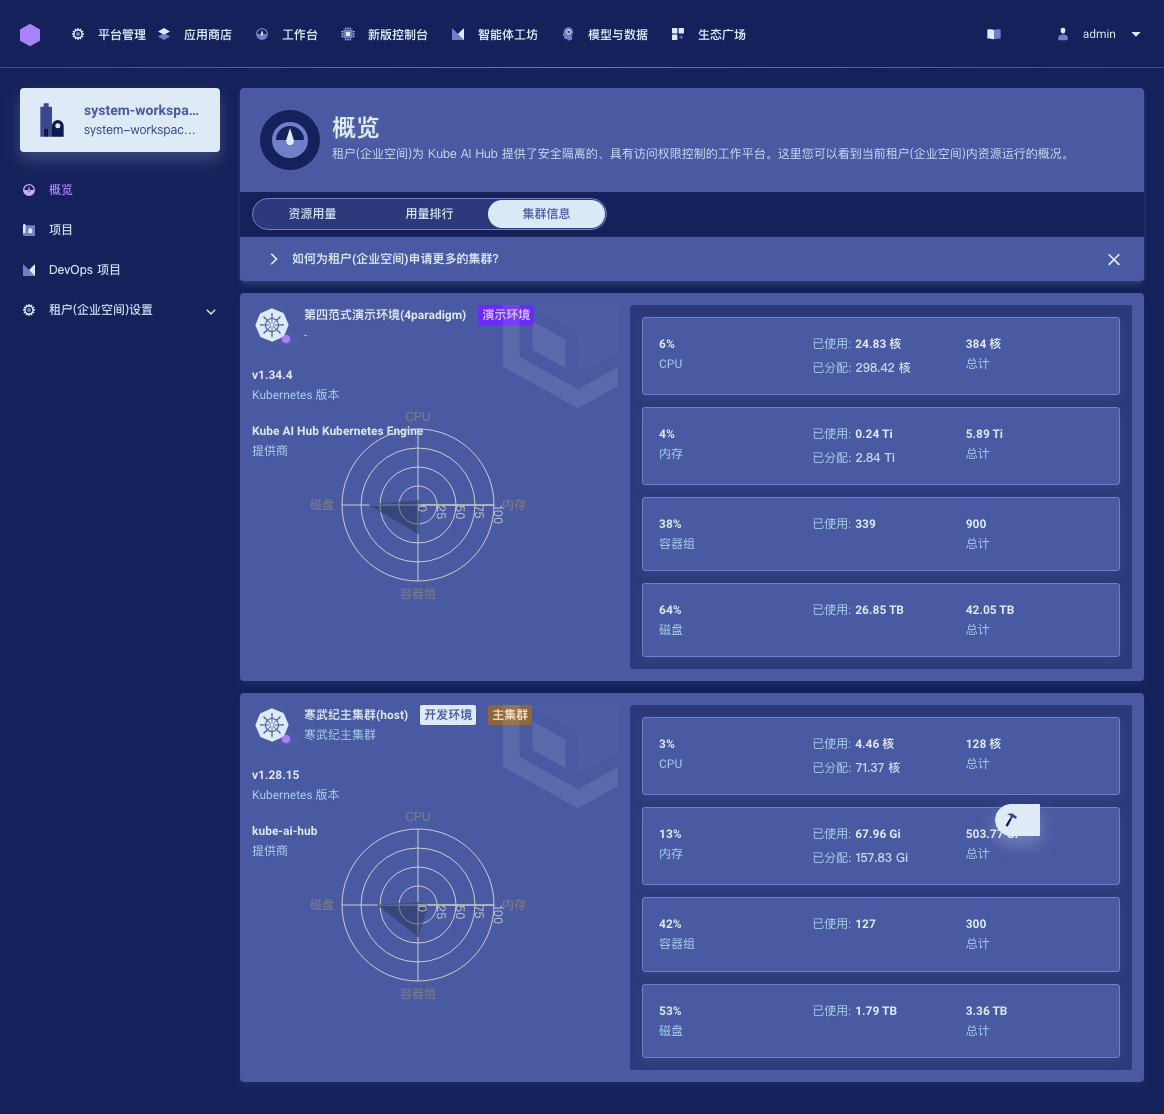 平台管理 应用商店 工作台 新版控制台 智能体工坊 模型与数据 生态广场 admin
system-workspa...
system-workspac...
概览
项目
DevOps 项目
租户(企业空间)设置
概览
租户(企业空间)为 Kube AI Hub 提供了安全隔离的、具有访问权限控制的工作平台。这里您可以看到当前租户(企业空间)内资源运行的概况。
资源用量 用量排行 集群信息
如何为租户(企业空间)申请更多的集群?
第四范式演示环境(4paradigm) 演示环境
-
v1.34.4
Kubernetes 版本
Kube AI Hub Kubernetes Engine
提供商
CPU
磁盘 内存
0 25 50 75 100
容器组
6% 已使用: 24.83 核 384 核
CPU 已分配: 298.42 核 总计
4% 已使用: 0.24 Ti 5.89 Ti
内存 已分配: 2.84 Ti 总计
38% 已使用: 339 900
容器组 总计
64% 已使用: 26.85 TB 42.05 TB
磁盘 总计
寒武纪主集群(host) 开发环境 主集群
寒武纪主集群
v1.28.15
Kubernetes 版本
kube-ai-hub
提供商
CPU
磁盘 内存
0 25 50 75 100
容器组
3% 已使用: 4.46 核 128 核
CPU 已分配: 71.37 核 总计
13% 已使用: 67.96 Gi 503.77
内存 已分配: 157.83 Gi 总计
42% 已使用: 127 300
容器组 总计
53% 已使用: 1.79 TB 3.36 TB
磁盘 总计